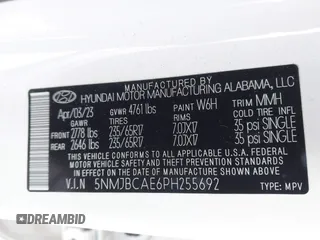 MANUFACTURED BY
HYUNDAI MOTOR MANUFACTURING ALABAMA, LLC
Apr/03/23 GVWR 4761 lbs PAINT W6H TRIM MMH
GAWR TIRES RIMS COLD TIRE INFLATION
FRONT 2778 lbs 235/65R17 7.0JX17 35 psi SINGLE
REAR 2646 lbs 235/65R17 7.0JX17 35 psi SINGLE
THIS VEHICLE CONFORMS TO ALL APPLICABLE FEDERAL MOTOR
VEHICLE SAFETY, BUMPER, AND THEFT PREVENTION STANDARDS
IN EFFECT ON THE DATE OF MANUFACTURE SHOWN ABOVE.
V.I.N 5NMJBCAE6PH255692 TYPE: MPV
DREAMBID